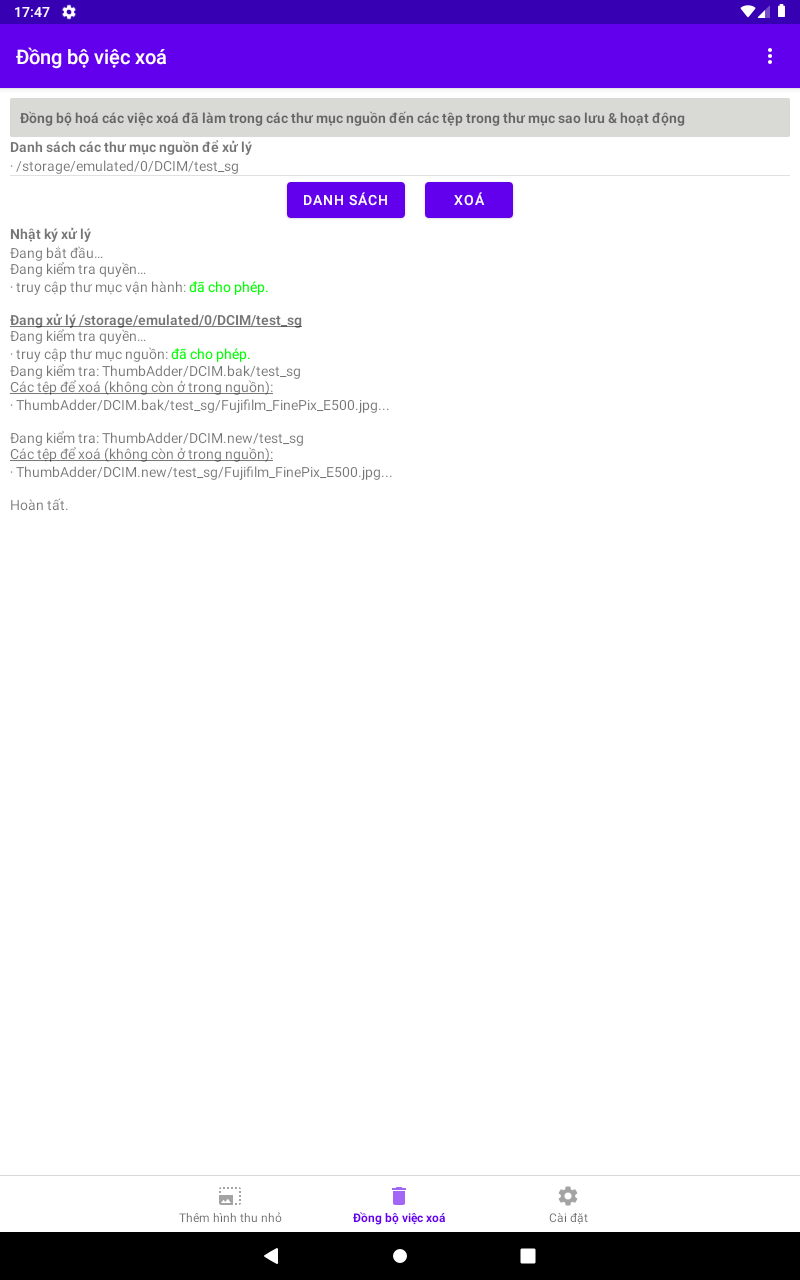 17:47
Đồng bộ việc xoá
Đồng bộ hoá các việc xoá đã làm trong các thư mục nguồn đến các tệp trong thư mục sao lưu & hoạt động
Danh sách các thư mục nguồn để xử lý
· /storage/emulated/0/DCIM/test_sg
DANH SÁCH XOÁ
Nhật ký xử lý
Đang bắt đầu...
Đang kiểm tra quyền...
· truy cập thư mục vận hành: đã cho phép.
Đang xử lý /storage/emulated/0/DCIM/test_sg
Đang kiểm tra quyền...
· truy cập thư mục nguồn: đã cho phép.
Đang kiểm tra: ThumbAdder/DCIM.bak/test_sg
Các tệp để xoá (không còn ở trong nguồn):
· ThumbAdder/DCIM.bak/test_sg/Fujifilm_FinePix_E500.jpg...
Đang kiểm tra: ThumbAdder/DCIM.new/test_sg
Các tệp để xoá (không còn ở trong nguồn):
· ThumbAdder/DCIM.new/test_sg/Fujifilm_FinePix_E500.jpg...
Hoàn tất.
Thêm hình thu nhỏ Đồng bộ việc xoá Cài đặt